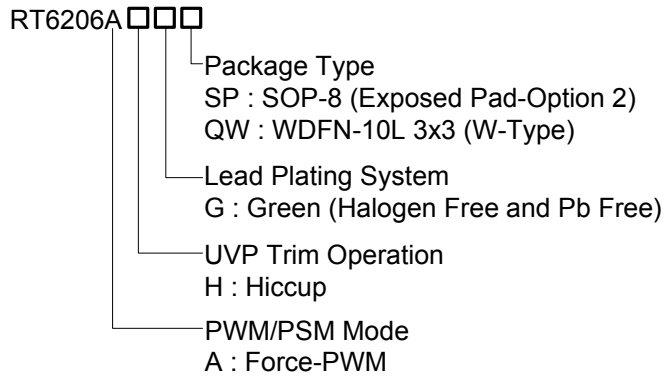 RT6206A□□□
Package Type
SP : SOP-8 (Exposed Pad-Option 2)
QW : WDFN-10L 3x3 (W-Type)
Lead Plating System
G : Green (Halogen Free and Pb Free)
UVP Trim Operation
H : Hiccup
PWM/PSM Mode
A : Force-PWM